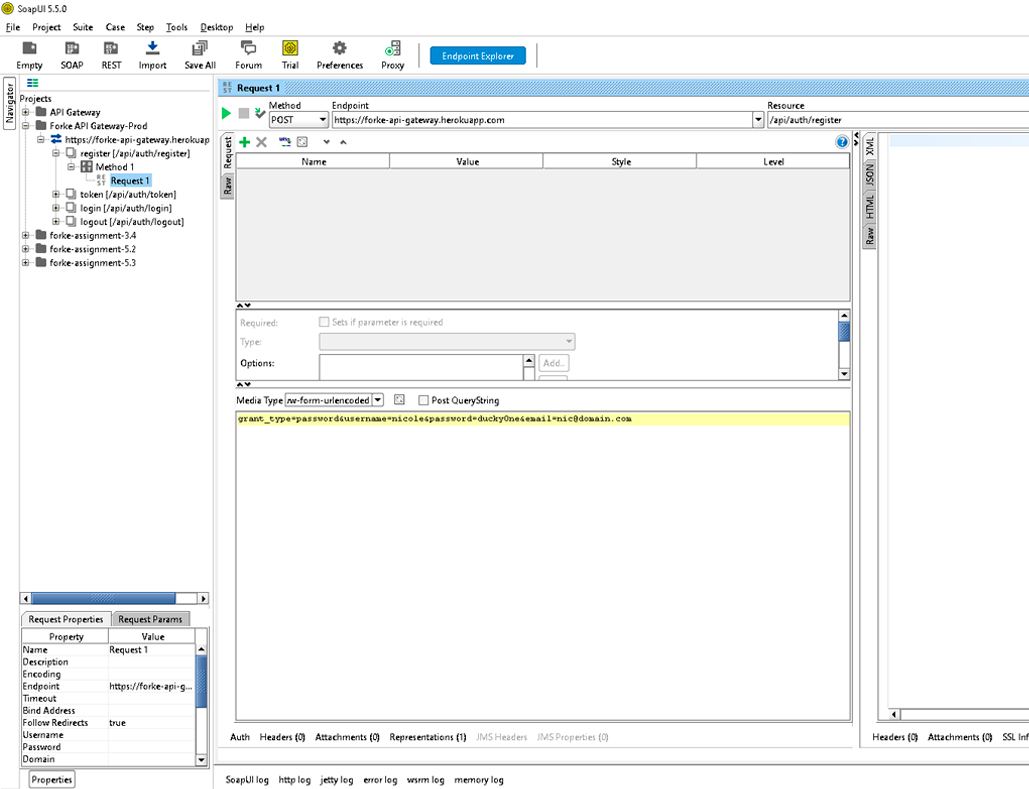 SoapUI 5.5.0
File Project Suite Case Step Tools Desktop Help
Empty SOAP REST Import Save All Forum Trial Preferences Proxy Endpoint Explorer
Navigator
Projects
API Gateway
Forke API Gateway-Prod
https://forke-api-gateway.herokuap
register [/api/auth/register]
Method 1
REST Request 1
token [/api/auth/token]
login [/api/auth/login]
logout [/api/auth/logout]
forke-assignment-3.4
forke-assignment-5.2
forke-assignment-5.3
Request Properties Request Params
Property Value
Name Request 1
Description
Encoding
Endpoint https://forke-api-g...
Timeout
Bind Address
Follow Redirects true
Username
Password
Domain
Properties
REST Request 1
Method Endpoint Resource
POST https://forke-api-gateway.herokuapp.com /api/auth/register
Request
Raw
Name Value Style Level
Required: Sets if parameter is required
Type:
Options: Add..
Media Type /w-form-urlencoded Post QueryString
grant_type=password&username=nicole&password=ducky0ne&email=nic@domain.com
Auth Headers (0) Attachments (0) Representations (1) JMS Headers JMS Properties (0)
XML
JSON
HTML
Raw
Headers (0) Attachments (0) SSL Inf
SoapUI log http log jetty log error log wsrm log memory log